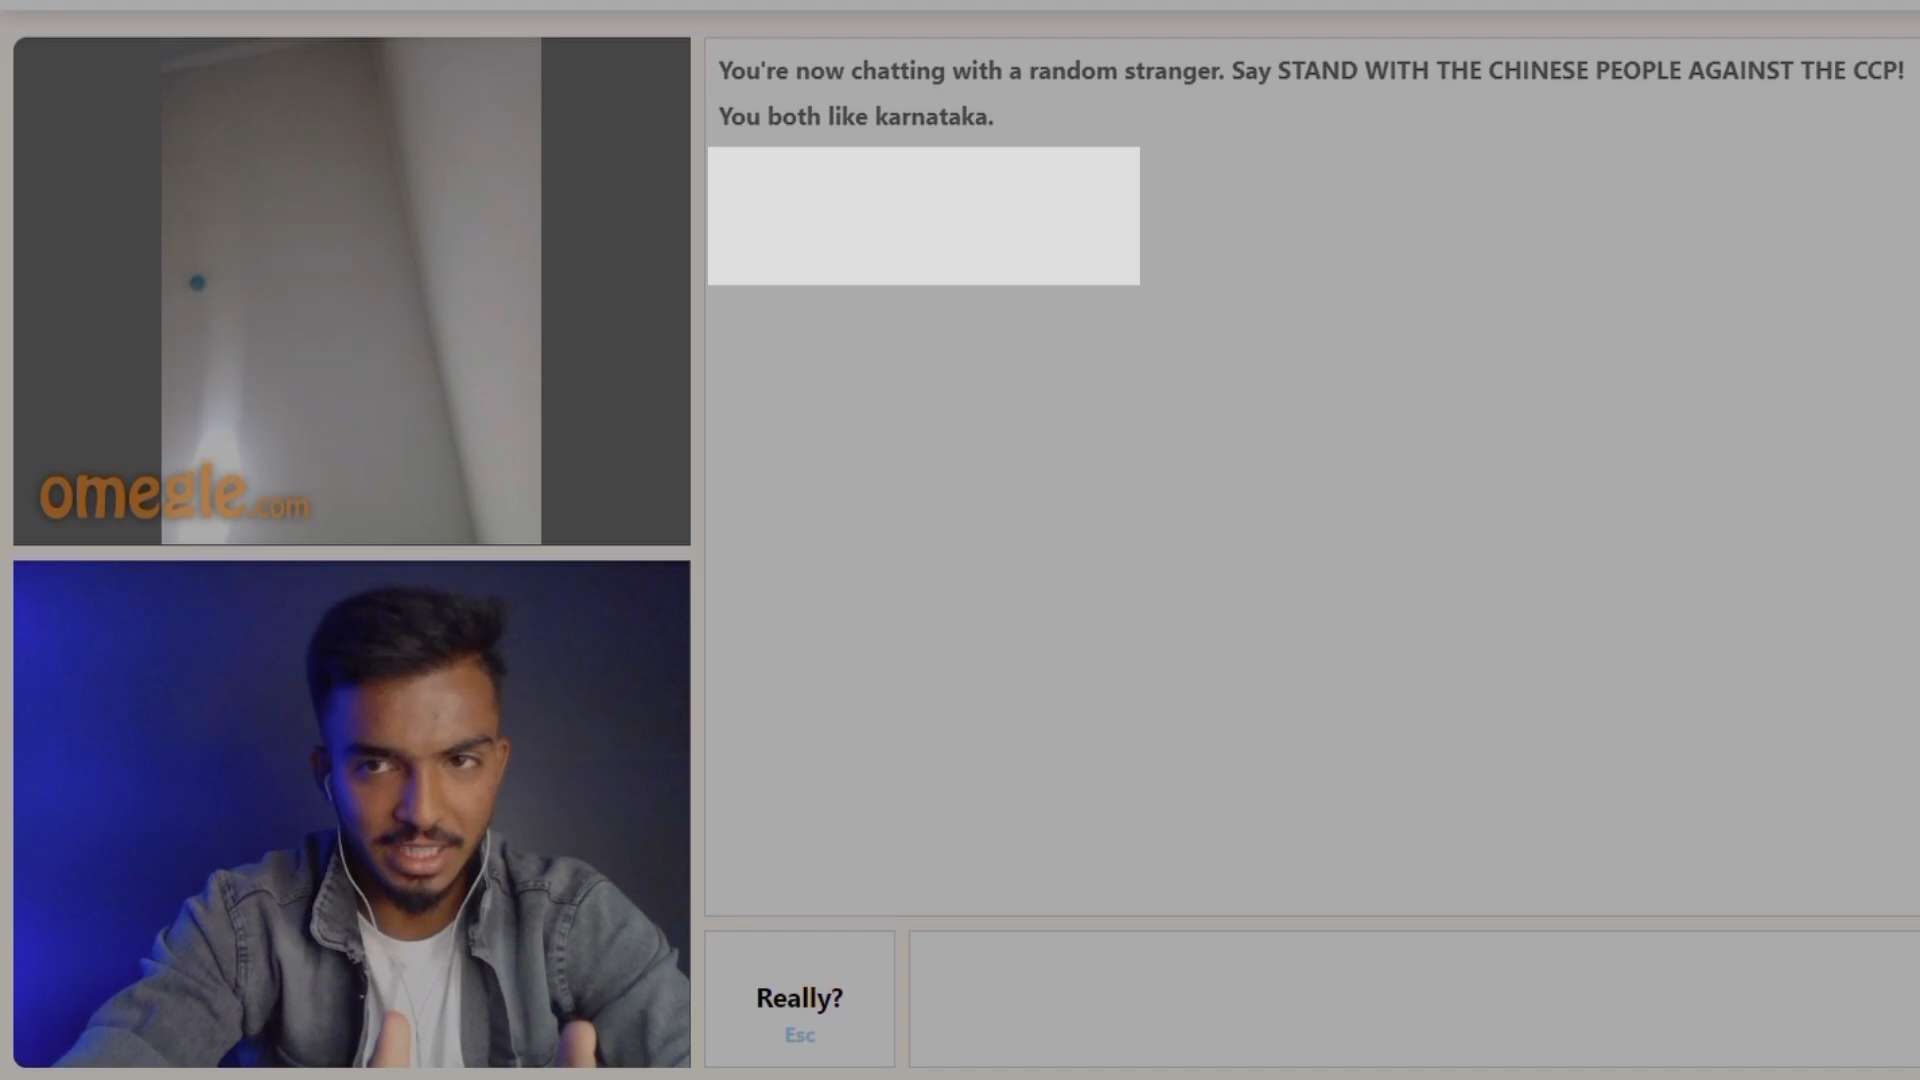 You're now chatting with a random stranger. Say STAND WITH THE CHINESE PEOPLE AGAINST THE CCP!
You both like karnataka.
omegle.com
Really?
Esc